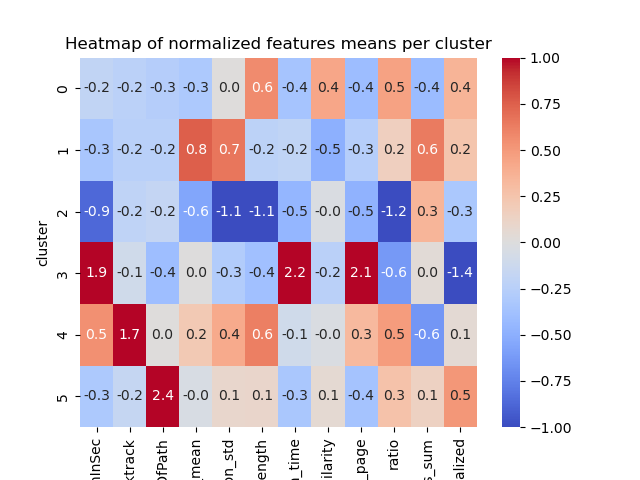 Heatmap of normalized features means per cluster
0 -0.2 -0.2 -0.3 -0.3 0.0 0.6 -0.4 0.4 -0.4 0.5 -0.4 0.4
1 -0.3 -0.2 -0.2 0.8 0.7 -0.2 -0.2 -0.5 -0.3 0.2 0.6 0.2
2 -0.9 -0.2 -0.2 -0.6 -1.1 -1.1 -0.5 -0.0 -0.5 -1.2 0.3 -0.3
3 1.9 -0.1 -0.4 0.0 -0.3 -0.4 2.2 -0.2 2.1 -0.6 0.0 -1.4
4 0.5 1.7 0.0 0.2 0.4 0.6 -0.1 -0.0 0.3 0.5 -0.6 0.1
5 -0.3 -0.2 2.4 -0.0 0.1 0.1 -0.3 0.1 -0.4 0.3 0.1 0.5
cluster
nInSec
xtrack
ofPath
_mean
on_std
ength
n_time
ilarity
_page
ratio
s_sum
alized
1.00
0.75
0.50
0.25
0.00
−0.25
−0.50
−0.75
−1.00